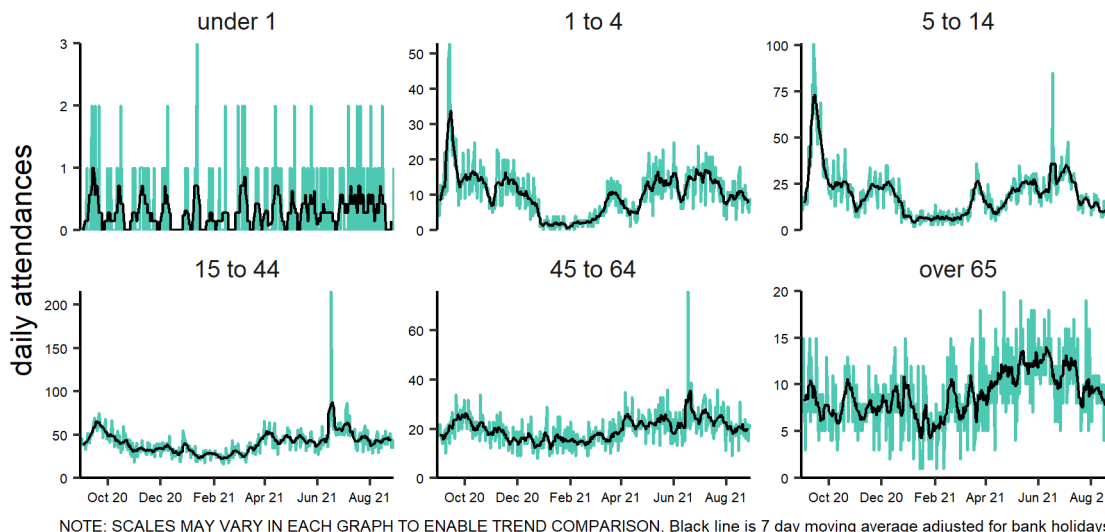 under 1
1 to 4
5 to 14
3
2
1
0
50
40
30
20
10
0
100
75
50
25
0
daily attendances
15 to 44
45 to 64
over 65
200
150
100
50
0
60
40
20
0
20
15
10
5
0
Oct 20 Dec 20 Feb 21 Apr 21 Jun 21 Aug 21
Oct 20 Dec 20 Feb 21 Apr 21 Jun 21 Aug 21
Oct 20 Dec 20 Feb 21 Apr 21 Jun 21 Aug 21
NOTE: SCALES MAY VARY IN EACH GRAPH TO ENABLE TREND COMPARISON. Black line is 7 day moving average adjusted for bank holidays